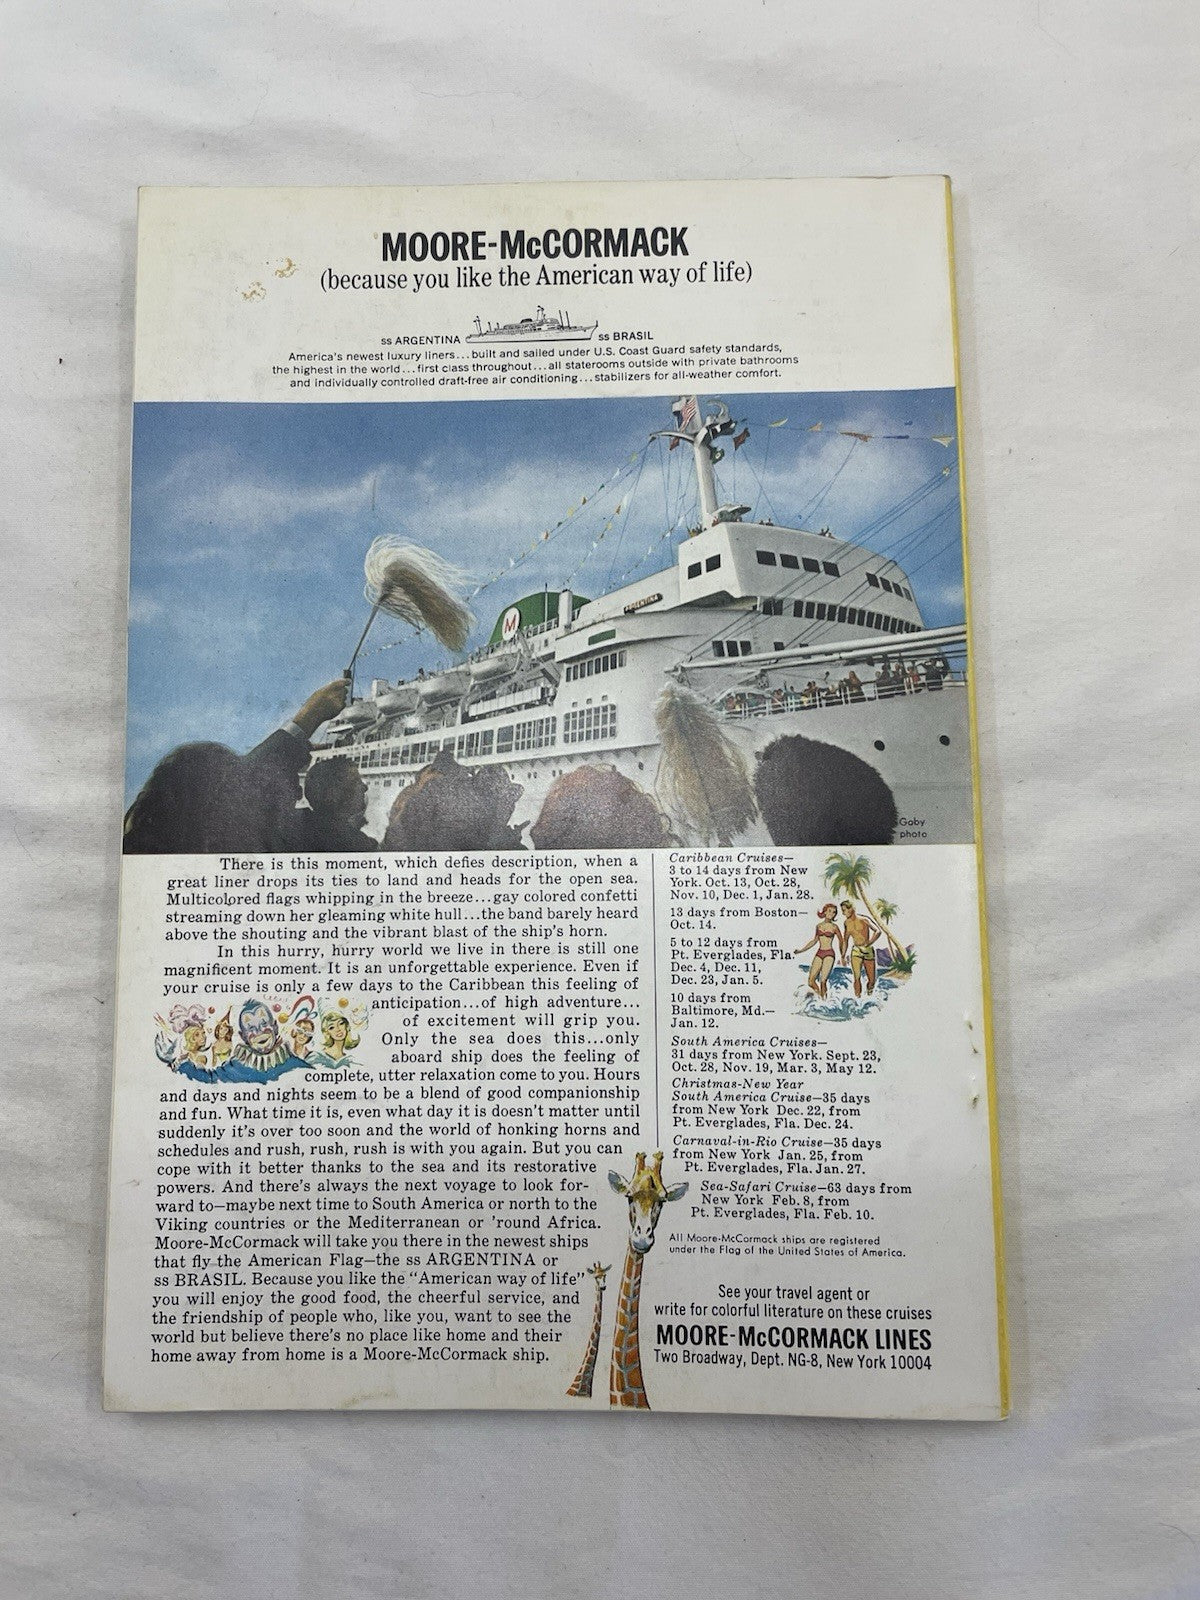 MOORE-McCORMACK
(because you like the American way of life)
ss ARGENTINA
ss BRASIL
America's newest luxury liners...built and sailed under U.S. Coast Guard safety standards,
the highest in the world...first class throughout...all staterooms outside with private bathrooms
and individually controlled draft-free air conditioning...stabilizers for all-weather comfort.
M
ARGENTINA
Gaby
photo
There is this moment, which defies description, when a
great liner drops its ties to land and heads for the open sea.
Multicolored flags whipping in the breeze...gay colored confetti
streaming down her gleaming white hull...the band barely heard
above the shouting and the vibrant blast of the ship's horn.
In this hurry, hurry world we live in there is still one
magnificent moment. It is an unforgettable experience. Even if
your cruise is only a few days to the Caribbean this feeling of
anticipation...of high adventure...
of excitement will grip you.
Only the sea does this...only
aboard ship does the feeling of
complete, utter relaxation come to you. Hours
and days and nights seem to be a blend of good companionship
and fun. What time it is, even what day it is doesn't matter until
suddenly it's over too soon and the world of honking horns and
schedules and rush, rush, rush is with you again. But you can
cope with it better thanks to the sea and its restorative
powers. And there's always the next voyage to look for-
ward to—maybe next time to South America or north to the
Viking countries or the Mediterranean or 'round Africa.
Moore-McCormack will take you there in the newest ships
that fly the American Flag—the ss ARGENTINA or
ss BRASIL. Because you like the "American way of life"
you will enjoy the good food, the cheerful service, and
the friendship of people who, like you, want to see the
world but believe there's no place like home and their
home away from home is a Moore-McCormack ship.
Caribbean Cruises—
3 to 14 days from New
York. Oct. 13, Oct. 28,
Nov. 10, Dec. 1, Jan. 28.
13 days from Boston—
Oct. 14.
5 to 12 days from
Pt. Everglades, Fla.
Dec. 4, Dec. 11,
Dec. 23, Jan. 5.
10 days from
Baltimore, Md.—
Jan. 12.
South America Cruises—
31 days from New York. Sept. 23,
Oct. 28, Nov. 19, Mar. 3, May 12.
Christmas-New Year
South America Cruise—35 days
from New York Dec. 22, from
Pt. Everglades, Fla. Dec. 24.
Carnaval-in-Rio Cruise—35 days
from New York Jan. 25, from
Pt. Everglades, Fla. Jan. 27.
Sea-Safari Cruise—63 days from
New York Feb. 8, from
Pt. Everglades, Fla. Feb. 10.
All Moore-McCormack ships are registered
under the Flag of the United States of America.
See your travel agent or
write for colorful literature on these cruises
MOORE-McCORMACK LINES
Two Broadway, Dept. NG-8, New York 10004